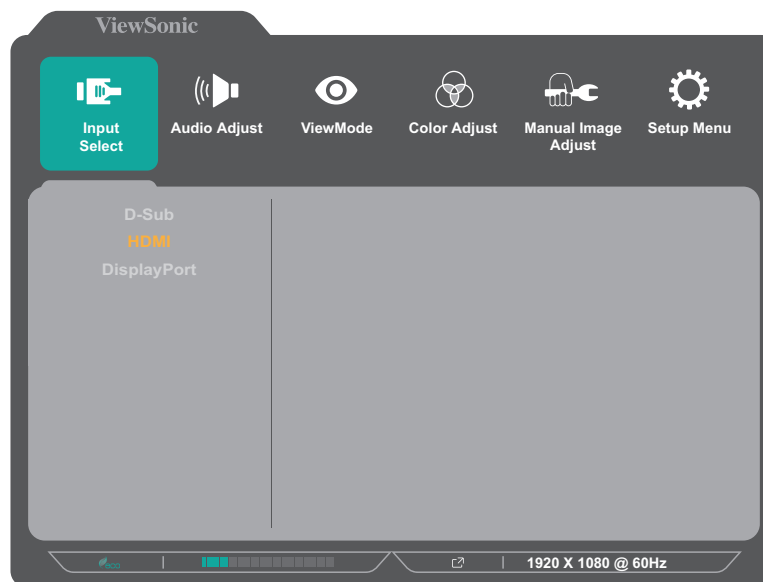 ViewSonic
Input Select
Audio Adjust
ViewMode
Color Adjust
Manual Image Adjust
Setup Menu
D-Sub
HDMI
DisplayPort
eco
1920 X 1080 @ 60Hz